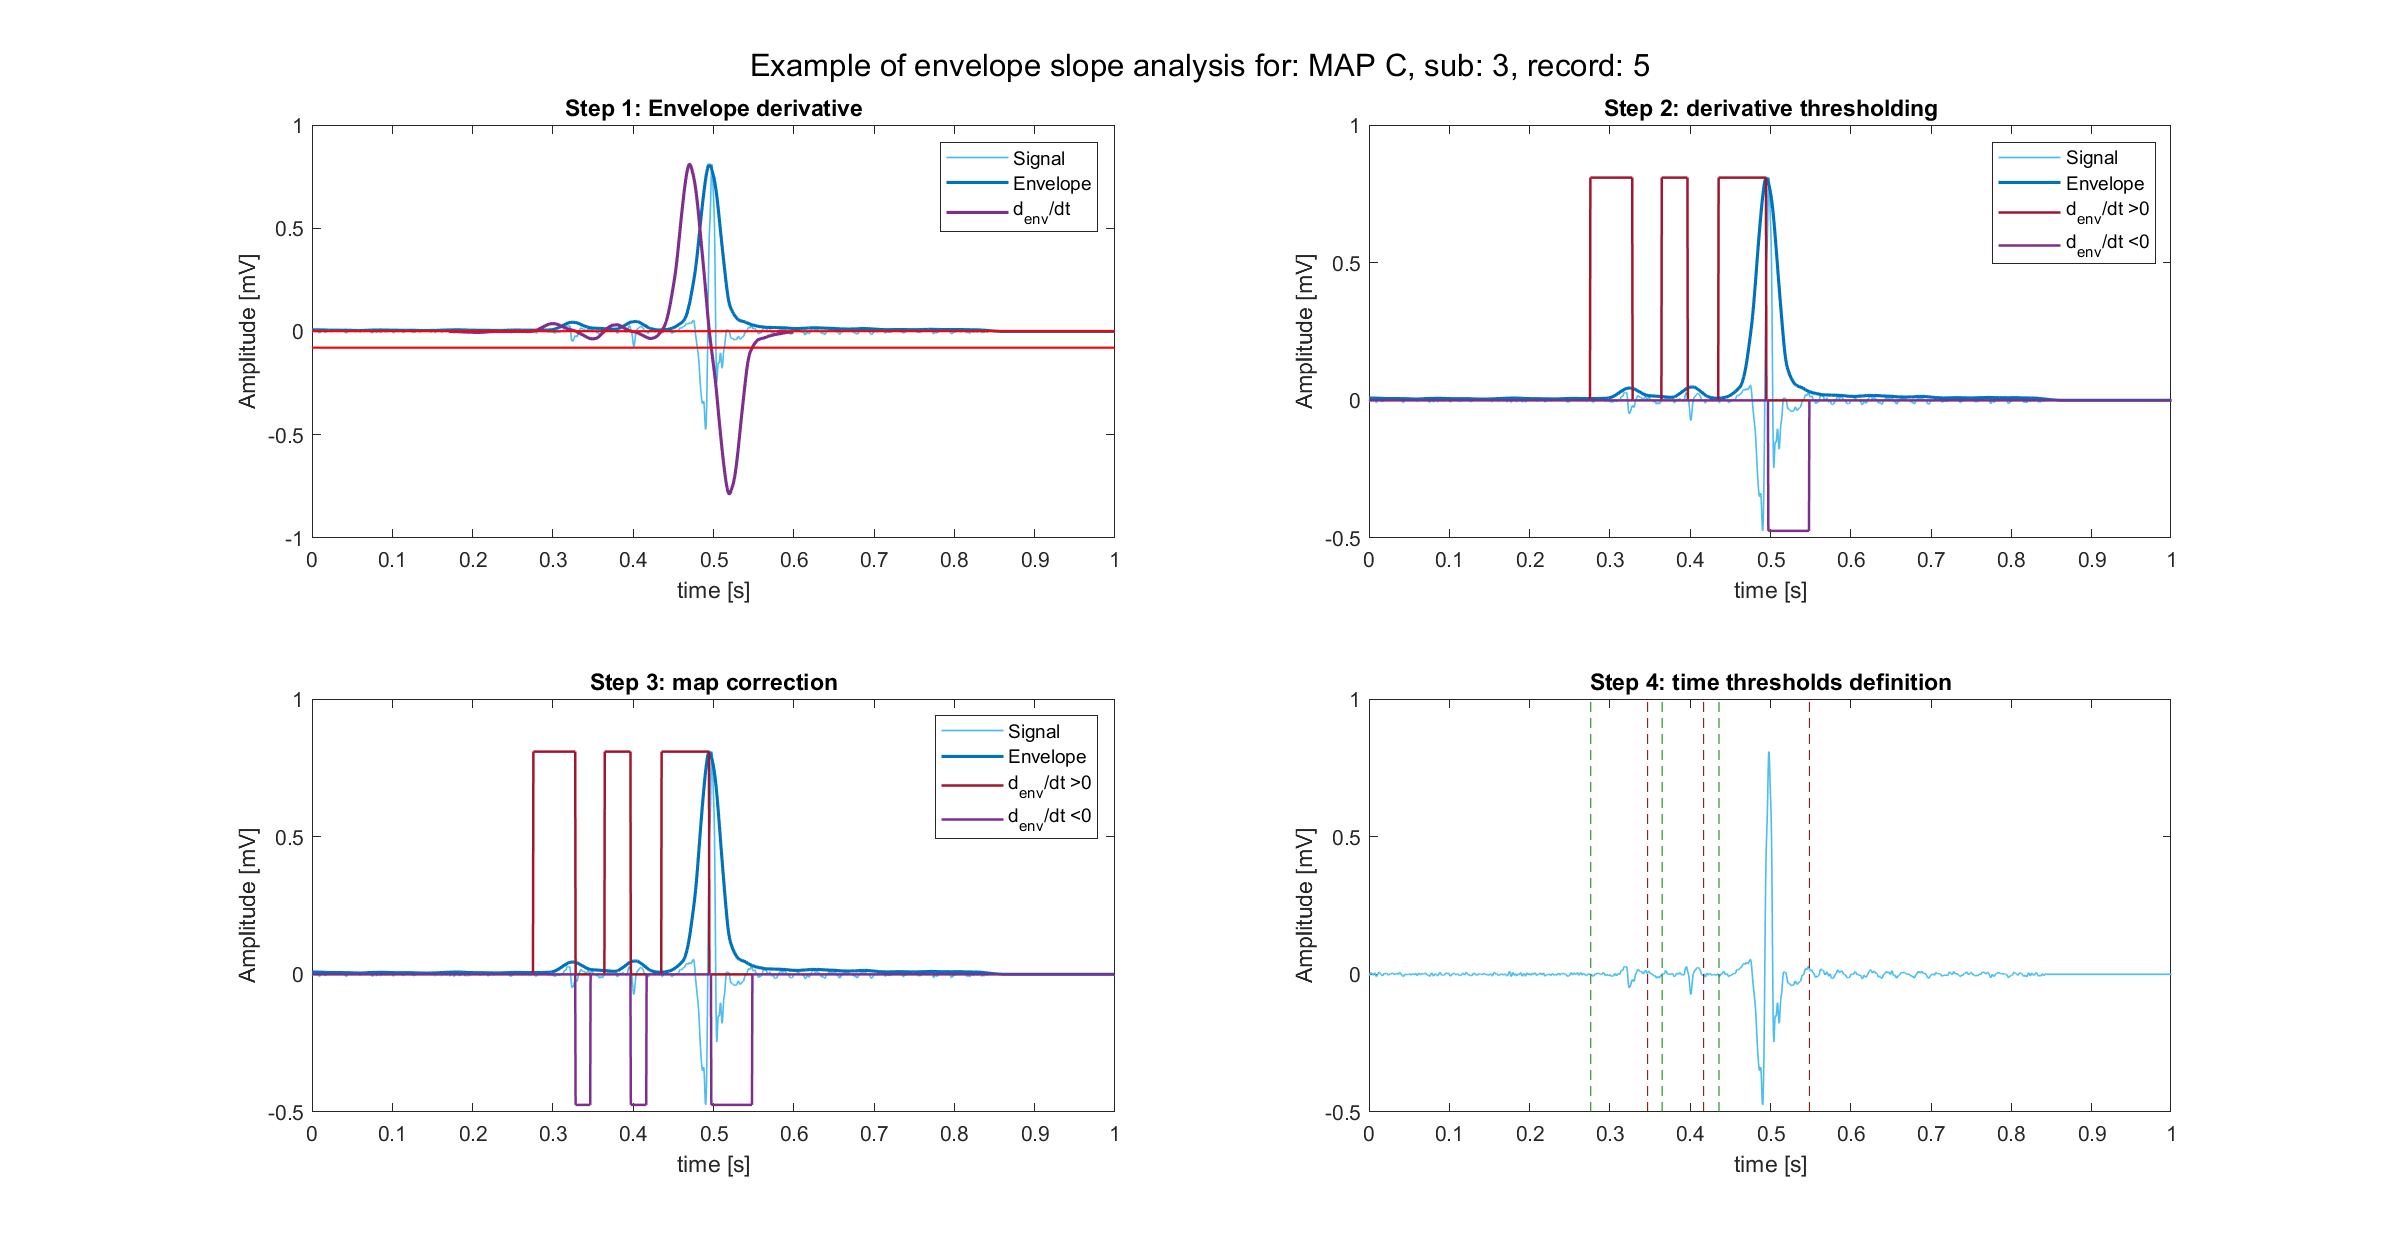 Example of envelope slope analysis for: MAP C, sub: 3, record: 5
Step 1: Envelope derivative
1
0.5
0
-0.5
-1
Amplitude [mV]
0 0.1 0.2 0.3 0.4 0.5 0.6 0.7 0.8 0.9 1
time [s]
Signal
Envelope
d_env/dt
Step 2: derivative thresholding
1
0.5
0
-0.5
Amplitude [mV]
0 0.1 0.2 0.3 0.4 0.5 0.6 0.7 0.8 0.9 1
time [s]
Signal
Envelope
d_env/dt >0
d_env/dt <0
Step 3: map correction
1
0.5
0
-0.5
Amplitude [mV]
0 0.1 0.2 0.3 0.4 0.5 0.6 0.7 0.8 0.9 1
time [s]
Signal
Envelope
d_env/dt >0
d_env/dt <0
Step 4: time thresholds definition
1
0.5
0
-0.5
Amplitude [mV]
0 0.1 0.2 0.3 0.4 0.5 0.6 0.7 0.8 0.9 1
time [s]